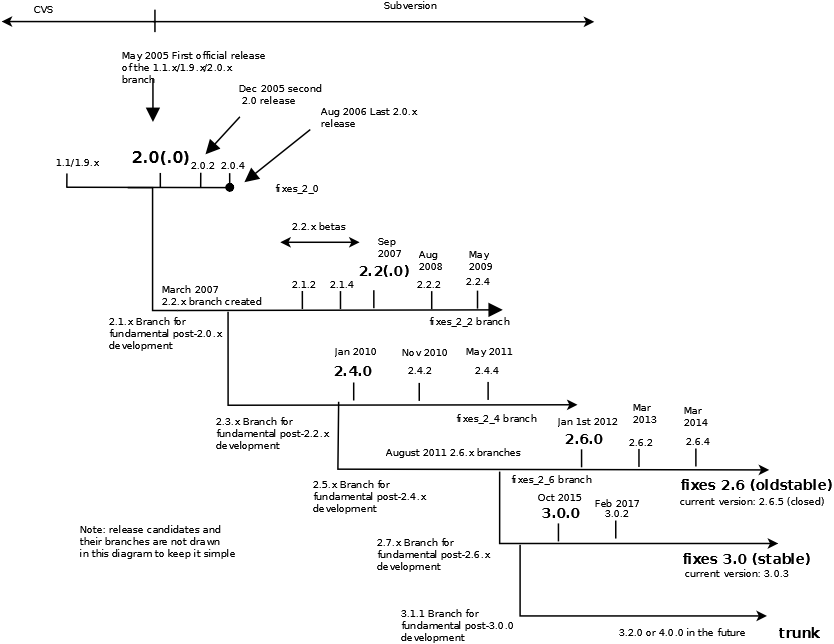 CVS
Subversion
May 2005 First official release
of the 1.1.x/1.9.x/2.0.x
branch
Dec 2005 second
2.0 release
Aug 2006 Last 2.0.x
release
1.1/1.9.x
2.0(.0)
2.0.2
2.0.4
fixes_2_0
2.2.x betas
Sep
2007
2.2(.0)
Aug
2008
2.2.2
May
2009
2.2.4
2.1.2
2.1.4
March 2007
2.2.x branch created
2.1.x Branch for
fundamental post-2.0.x
development
fixes_2_2 branch
Jan 2010
2.4.0
Nov 2010
2.4.2
May 2011
2.4.4
2.3.x Branch for
fundamental post-2.2.x
development
fixes_2_4 branch
Jan 1st 2012
2.6.0
Mar
2013
2.6.2
Mar
2014
2.6.4
August 2011 2.6.x branches
2.5.x Branch for
fundamental post-2.4.x
development
fixes_2_6 branch
fixes 2.6 (oldstable)
current version: 2.6.5 (closed)
Oct 2015
3.0.0
Feb 2017
3.0.2
Note: release candidates and
their branches are not drawn
in this diagram to keep it simple
2.7.x Branch for
fundamental post-2.6.x
development
fixes 3.0 (stable)
current version: 3.0.3
3.1.1 Branch for
fundamental post-3.0.0
development
3.2.0 or 4.0.0 in the future
trunk